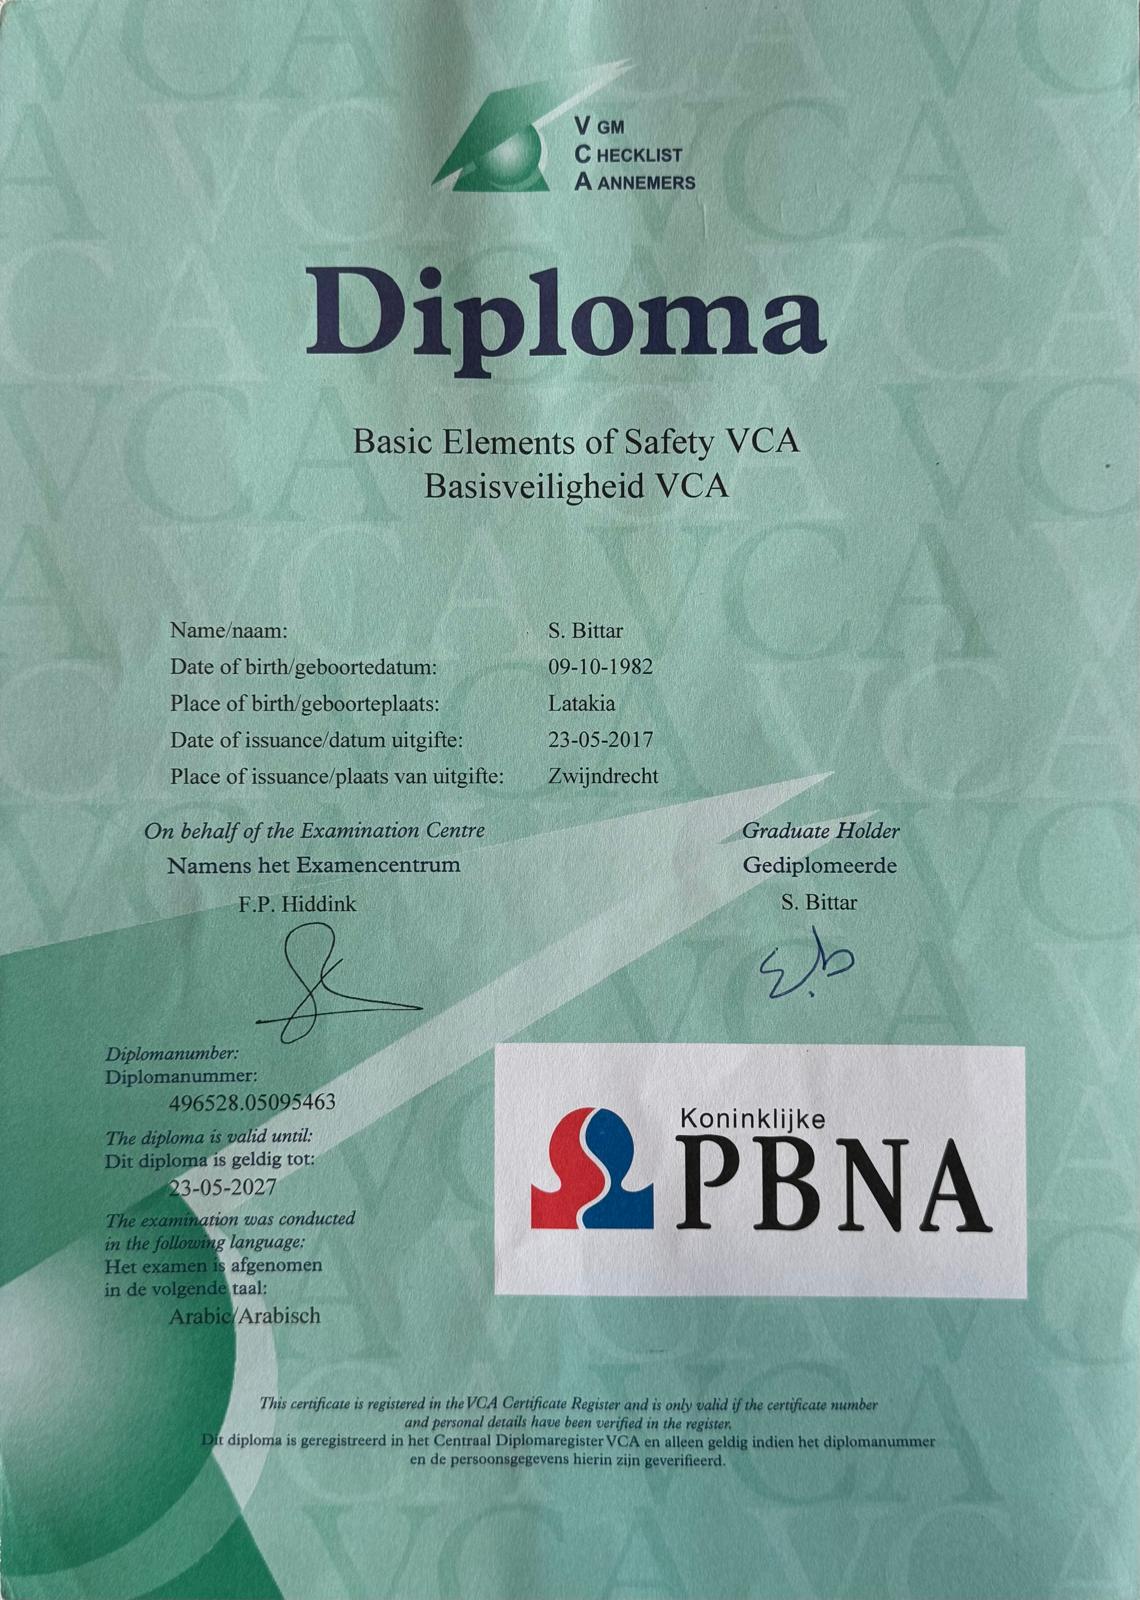 V GM
C HECKLIST
A ANNEMERS
Diploma
Basic Elements of Safety VCA
Basisveiligheid VCA
Name/naam: S. Bittar
Date of birth/geboortedatum: 09-10-1982
Place of birth/geboorteplaats: Latakia
Date of issuance/datum uitgifte: 23-05-2017
Place of issuance/plaats van uitgifte: Zwijndrecht
On behalf of the Examination Centre
Namens het Examencentrum
F.P. Hiddink
Graduate Holder
Gediplomeerde
S. Bittar
Diplomanumber:
Diplomanummer:
496528.05095463
The diploma is valid until:
Dit diploma is geldig tot:
23-05-2027
The examination was conducted
in the following language:
Het examen is afgenomen
in de volgende taal:
Arabic/Arabisch
Koninklijke
PBNA
This certificate is registered in the VCA Certificate Register and is only valid if the certificate number
and personal details have been verified in the register.
Dit diploma is geregistreerd in het Centraal Diplomaregister VCA en alleen geldig indien het diplomanummer
en de persoonsgegevens hierin zijn geverifieerd.